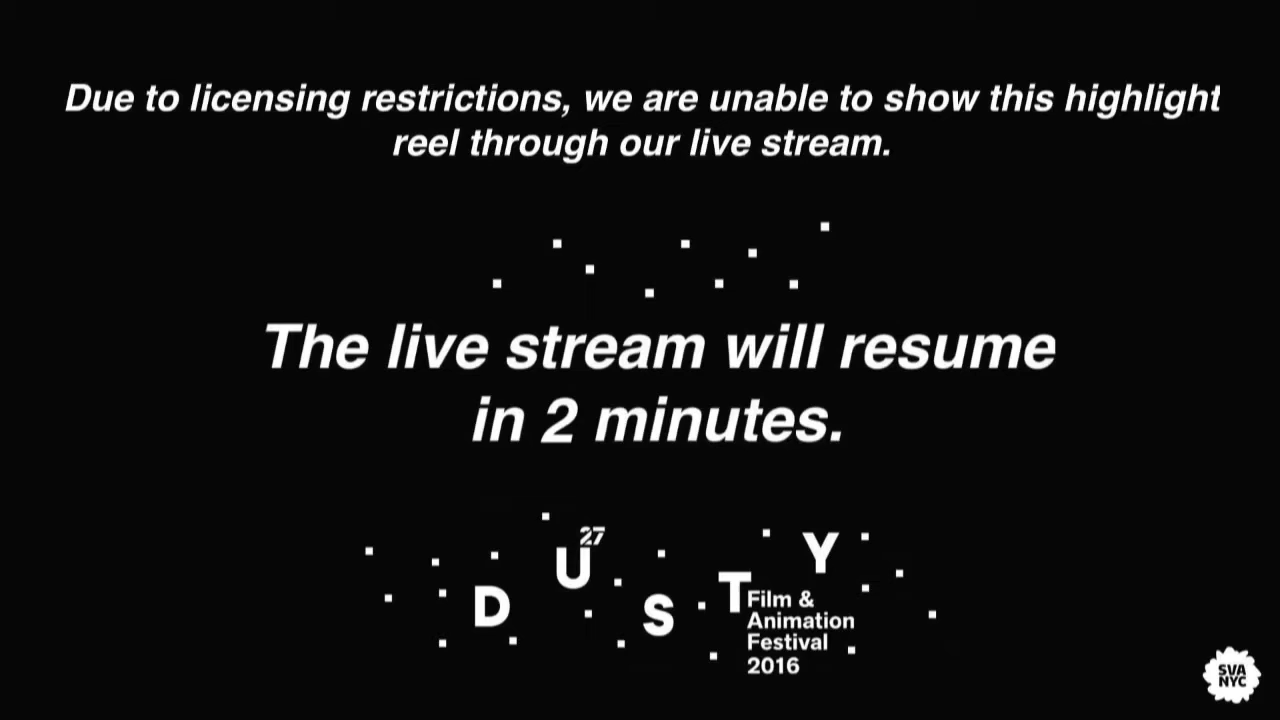 Due to licensing restrictions, we are unable to show this highlight
reel through our live stream.
The live stream will resume
in 2 minutes.
27
D U S T Y
Film &
Animation
Festival
2016
SVA
NYC